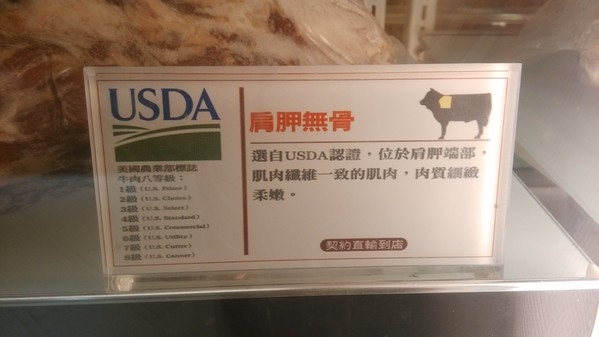 USDA
美國農業部標誌
牛肉八等級：
1級（U.S. Prime）
2級（U.S. Choice）
3級（U.S. Select）
4級（U.S. Standard）
5級（U.S. Commercial）
6級（U.S. Utility）
7級（U.S. Cutter）
8級（U.S. Canner）
肩胛無骨
選自USDA認證，位於肩胛端部，
肌肉纖維一致的肌肉，肉質細緻
柔嫩。
契約直輸到店